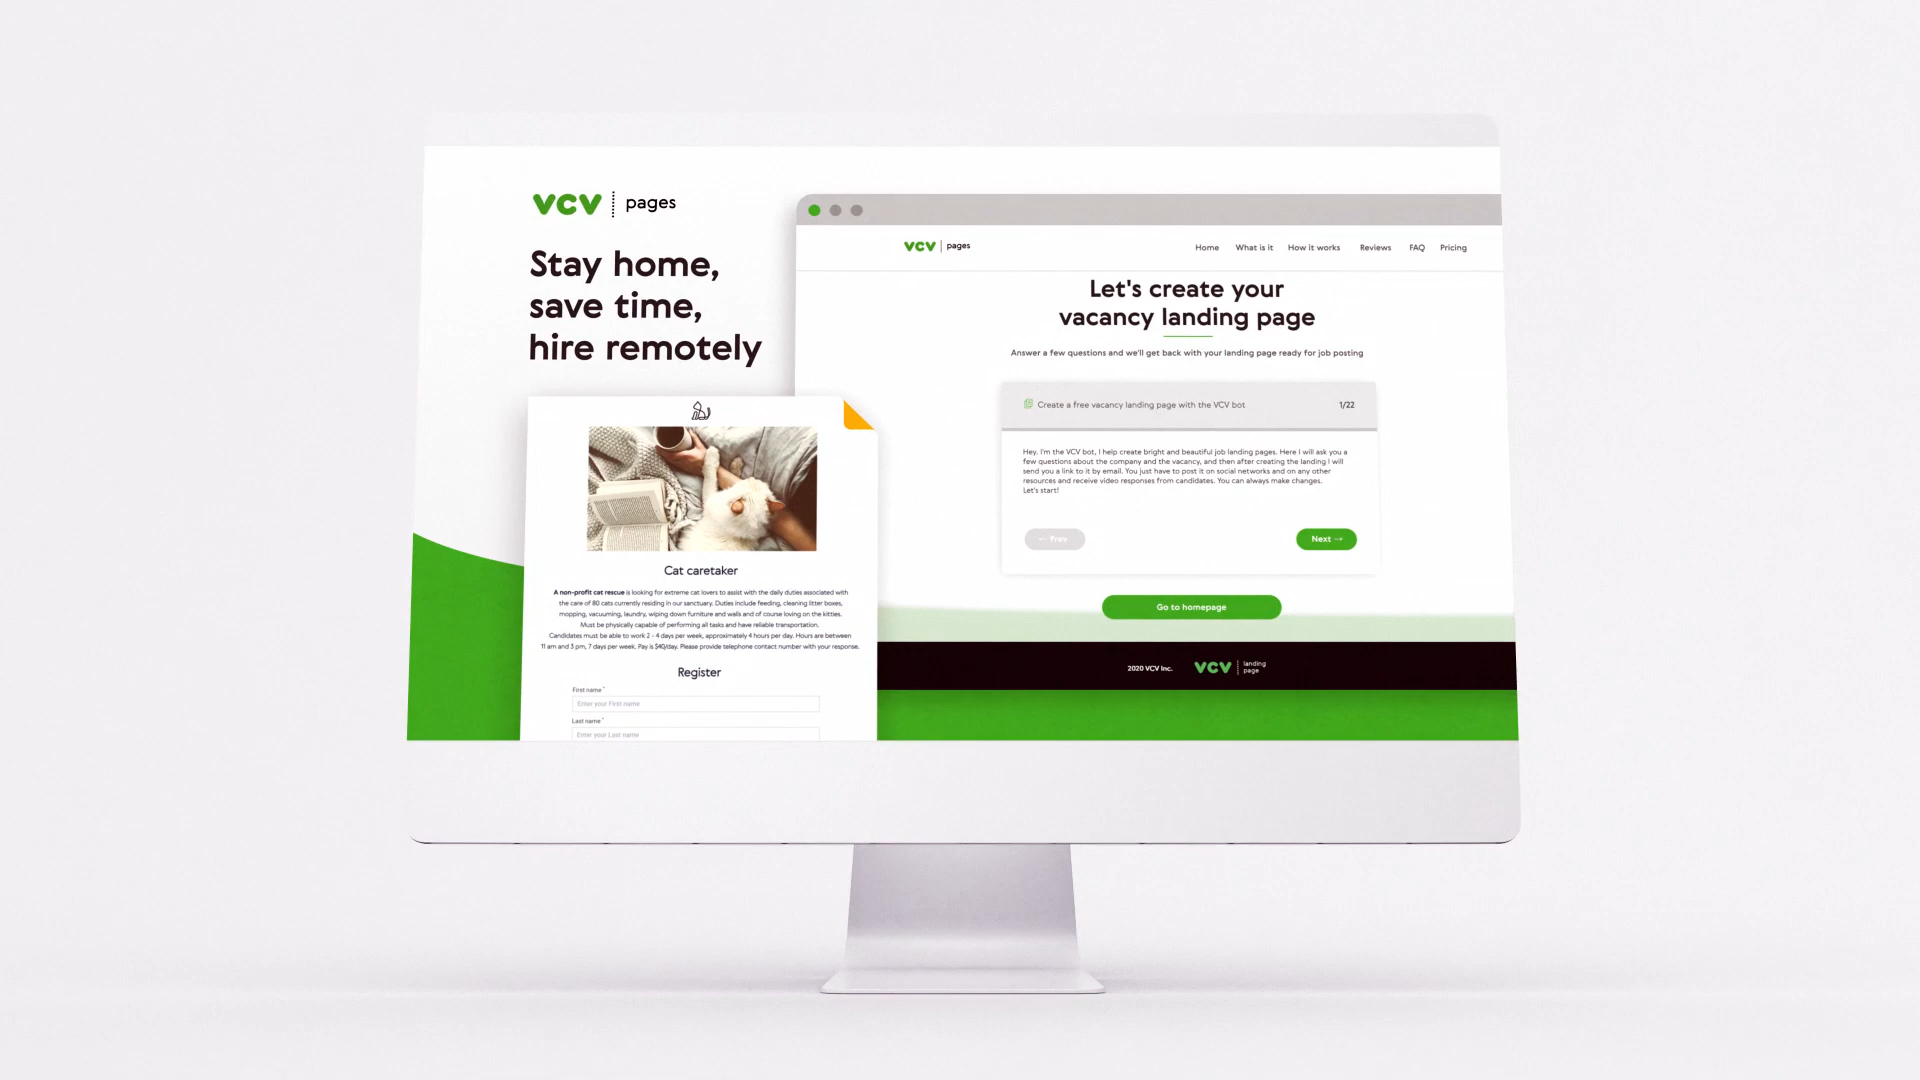 VCV pages
Stay home,
save time,
hire remotely
Cat caretaker
A non-profit cat rescue is looking for extreme cat lovers to assist with the daily duties associated with
the care of 80 cats currently residing in our sanctuary. Duties include feeding, cleaning litter boxes,
mopping, vacuuming, laundry, wiping down furniture and walls and of course loving on the kitties.
Must be physically capable of performing all tasks and have reliable transportation.
Candidates must be able to work 2 - 4 days per week, approximately 4 hours per day. Hours are between
11 am and 3 pm, 7 days per week. Pay is $40/day. Please provide telephone contact number with your response.
Register
First name *
Enter your First name
Last name *
Enter your Last name
VCV pages
Home What is it How it works Reviews FAQ Pricing
Let's create your
vacancy landing page
Answer a few questions and we'll get back with your landing page ready for job posting
Create a free vacancy landing page with the VCV bot 1/22
Hey. I'm the VCV bot, I help create bright and beautiful job landing pages. Here I will ask you a
few questions about the company and the vacancy, and then after creating the landing I will
send you a link to it by email. You just have to post it on social networks and on any other
resources and receive video responses from candidates. You can always make changes.
Let's start!
← Prev Next →
Go to homepage
2020 VCV Inc. VCV landing
page